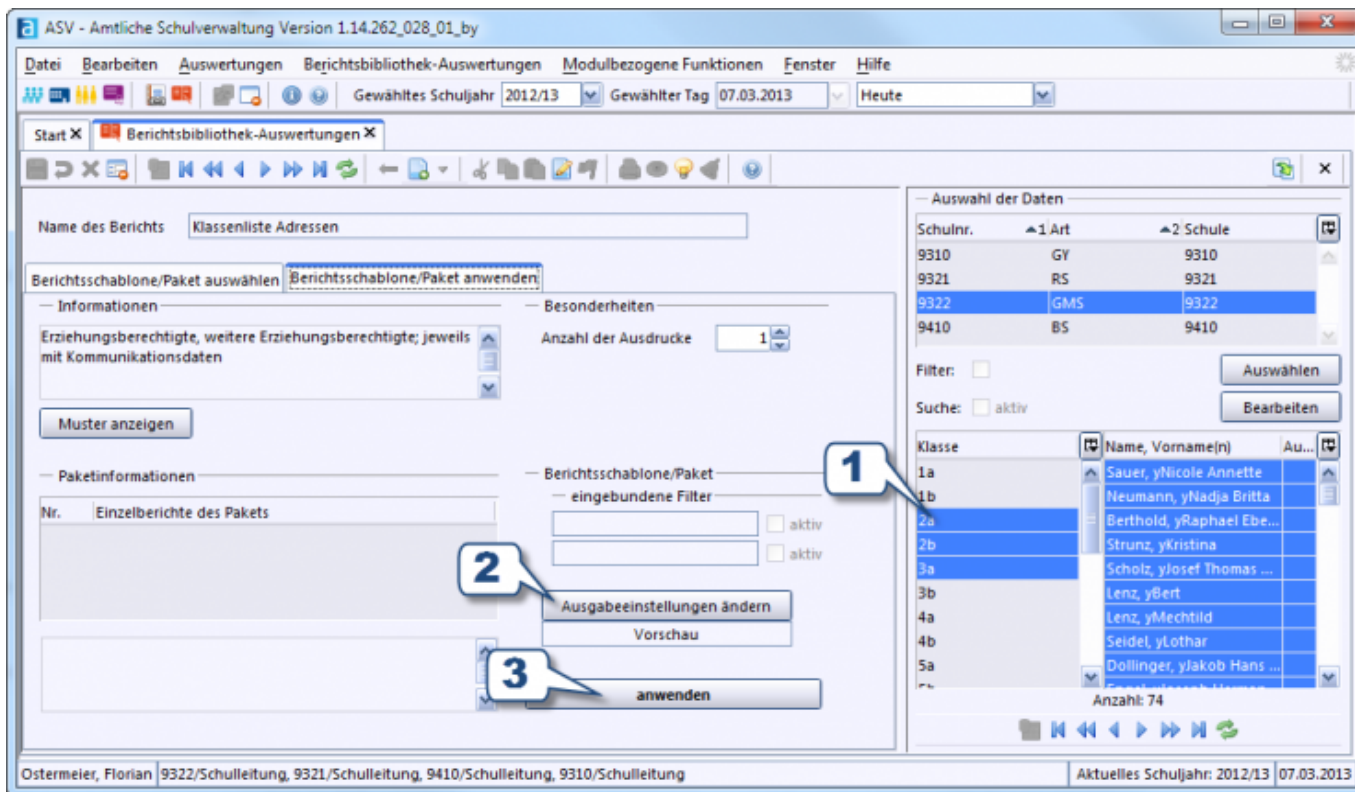 ASV - Amtliche Schulverwaltung Version 1.14.262_028_01_by
Datei Bearbeiten Auswertungen Berichtsbibliothek-Auswertungen Modulbezogene Funktionen Fenster Hilfe
Gewähltes Schuljahr 2012/13 Gewählter Tag 07.03.2013 Heute
Start Berichtsbibliothek-Auswertungen
Name des Berichts Klassenliste Adressen
Berichtsschablone/Paket auswählen Berichtsschablone/Paket anwenden
Informationen
Erziehungsberechtigte, weitere Erziehungsberechtigte; jeweils
mit Kommunikationsdaten
Muster anzeigen
Besonderheiten
Anzahl der Ausdrucke 1
Paketinformationen
Nr. Einzelberichte des Pakets
Berichtsschablone/Paket
eingebundene Filter
aktiv
aktiv
2
Ausgabeeinstellungen ändern
Vorschau
3
anwenden
Auswahl der Daten
Schulnr. 1 Art 2 Schule
9310 GY 9310
9321 RS 9321
9322 GMS 9322
9410 BS 9410
Filter: Auswählen
Suche: aktiv Bearbeiten
1
Klasse Name, Vorname(n) Au...
1a Sauer, yNicole Annette
1b Neumann, yNadja Britta
2a Berthold, yRaphael Ebe...
2b Strunz, yKristina
3a Scholz, yJosef Thomas ...
3b Lenz, yBert
4a Lenz, yMechtild
4b Seidel, yLothar
5a Dollinger, yJakob Hans ...
Anzahl: 74
Ostermeier, Florian 9322/Schulleitung, 9321/Schulleitung, 9410/Schulleitung, 9310/Schulleitung Aktuelles Schuljahr: 2012/13 07.03.2013